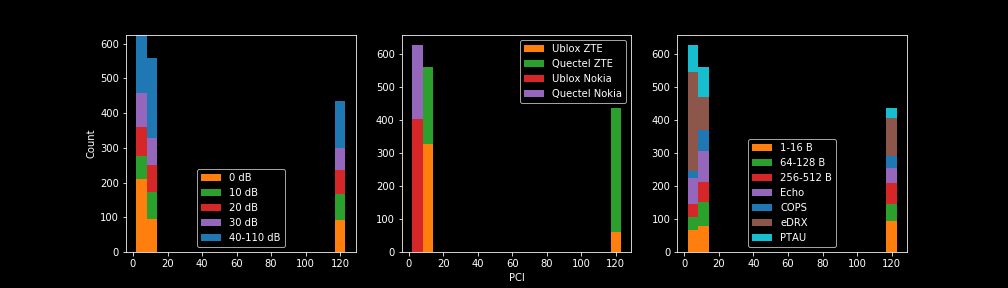 600
500
400
300
200
100
0
Count
0 20 40 60 80 100 120
0 dB
10 dB
20 dB
30 dB
40-110 dB
600
500
400
300
200
100
0
0 20 40 60 80 100 120
PCI
Ublox ZTE
Quectel ZTE
Ublox Nokia
Quectel Nokia
600
500
400
300
200
100
0
0 20 40 60 80 100 120
1-16 B
64-128 B
256-512 B
Echo
COPS
eDRX
PTAU